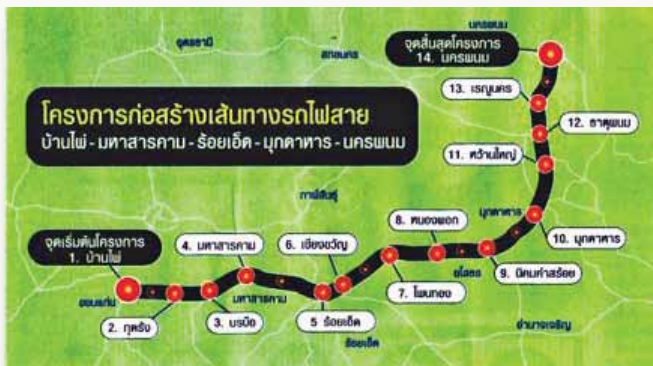 นครพนม
อุดรธานี
สกลนคร
จุดสิ้นสุดโครงการ
14. นครพนม
13. เรณูนคร
โครงการก่อสร้างเส้นทางรถไฟสาย
บ้านไผ่ - มหาสารคาม - ร้อยเอ็ด - มุกดาหาร - นครพนม
12. ธาตุพนม
11. หว้านใหญ่
กาฬสินธุ์
8. หนองพอก
มุกดาหาร
จุดเริ่มต้นโครงการ
1. บ้านไผ่
4. มหาสารคาม
6. เชียงขวัญ
10. มุกดาหาร
ยโสธร
9. นิคมคำสร้อย
ขอนแก่น
มหาสารคาม
7. โพนทอง
2. กุดรัง
3. บรบือ
5 ร้อยเอ็ด
อำนาจเจริญ
ร้อยเอ็ด